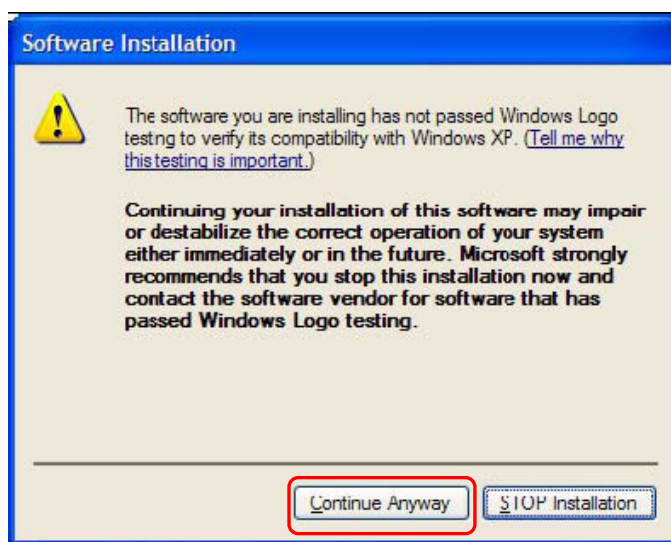 Software Installation
The software you are installing has not passed Windows Logo
testing to verify its compatibility with Windows XP. (Tell me why
this testing is important.)
Continuing your installation of this software may impair
or destabilize the correct operation of your system
either immediately or in the future. Microsoft strongly
recommends that you stop this installation now and
contact the software vendor for software that has
passed Windows Logo testing.
Continue Anyway
STOP Installation